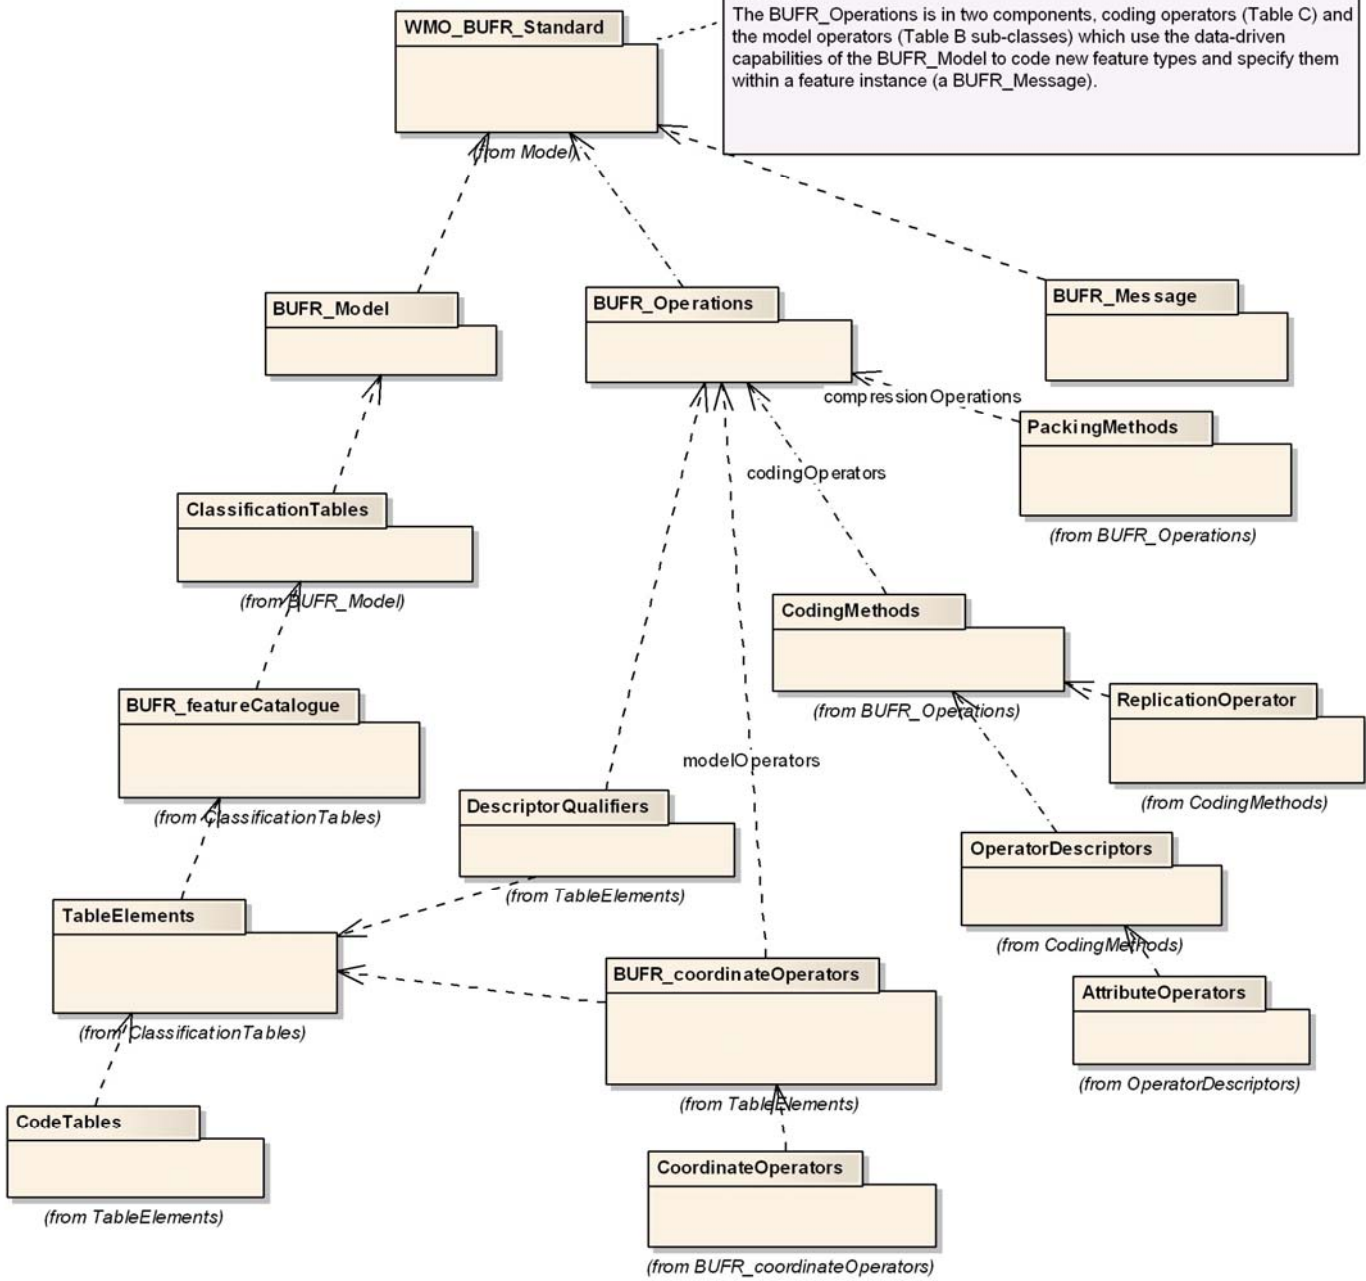 WMO_BUFR_Standard
The BUFR_Operations is in two components, coding operators (Table C) and
the model operators (Table B sub-classes) which use the data-driven
capabilities of the BUFR_Model to code new feature types and specify them
within a feature instance (a BUFR_Message).
(from Model)
BUFR_Model
BUFR_Operations
BUFR_Message
compressionOperations
PackingMethods
(from BUFR_Operations)
codingOperators
ClassificationTables
(from BUFR_Model)
CodingMethods
(from BUFR_Operations)
ReplicationOperator
(from CodingMethods)
BUFR_featureCatalogue
(from ClassificationTables)
modelOperators
DescriptorQualifiers
(from TableElements)
OperatorDescriptors
(from CodingMethods)
TableElements
(from ClassificationTables)
BUFR_coordinateOperators
(from TableElements)
AttributeOperators
(from OperatorDescriptors)
CodeTables
(from TableElements)
CoordinateOperators
(from BUFR_coordinateOperators)